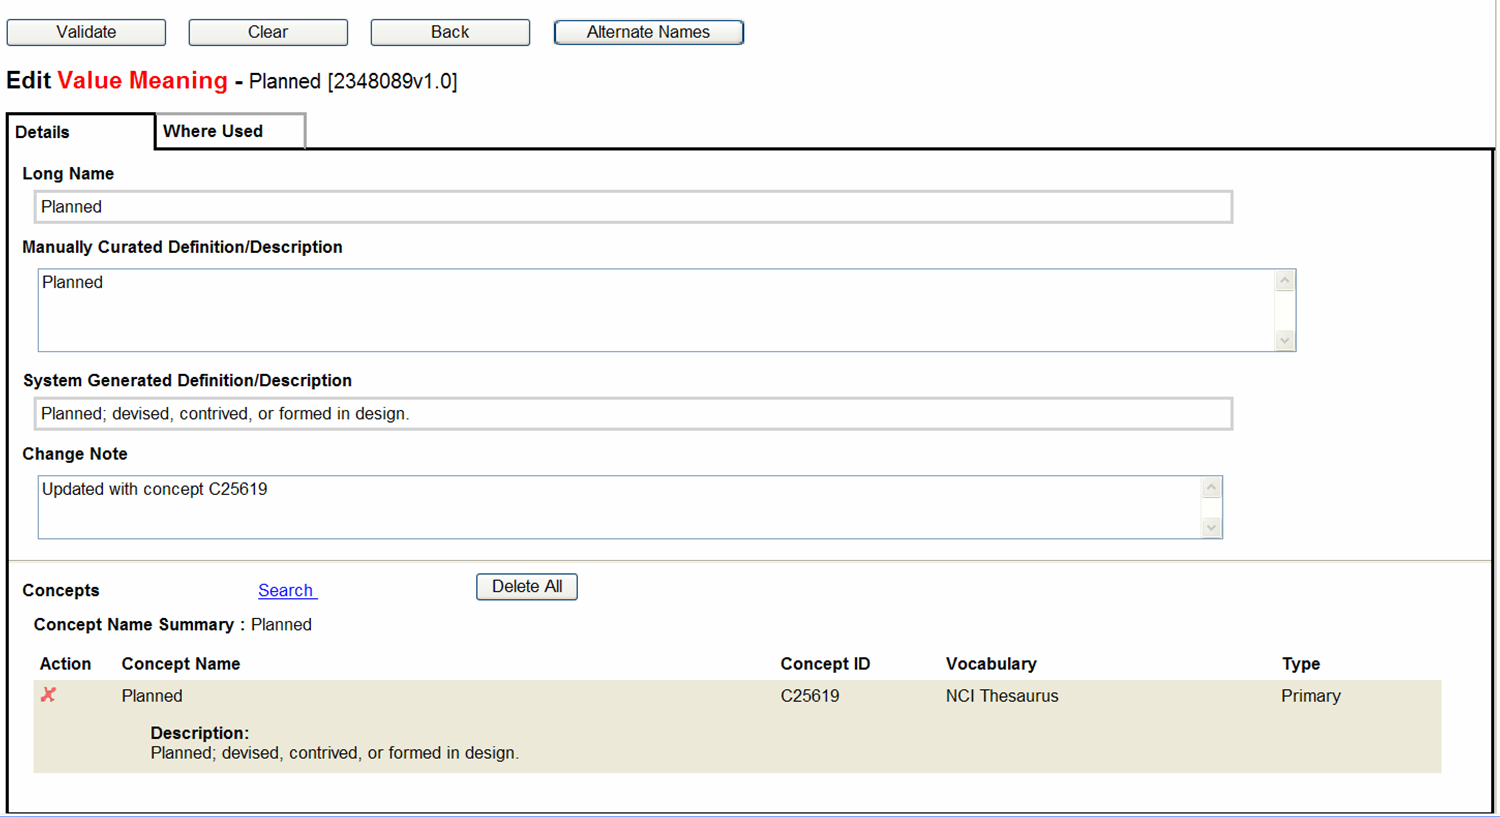 Validate Clear Back Alternate Names
Edit Value Meaning - Planned [2348089v1.0]
Details Where Used
Long Name
Planned
Manually Curated Definition/Description
Planned
System Generated Definition/Description
Planned; devised, contrived, or formed in design.
Change Note
Updated with concept C25619
Concepts Search Delete All
Concept Name Summary : Planned
Action Concept Name Concept ID Vocabulary Type
Planned C25619 NCI Thesaurus Primary
Description:
Planned; devised, contrived, or formed in design.